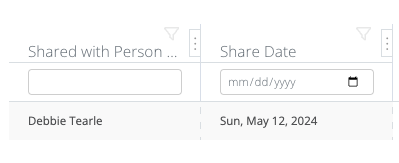 Shared with Person ... Share Date
mm/dd/yyyy
Debbie Tearle Sun, May 12, 2024